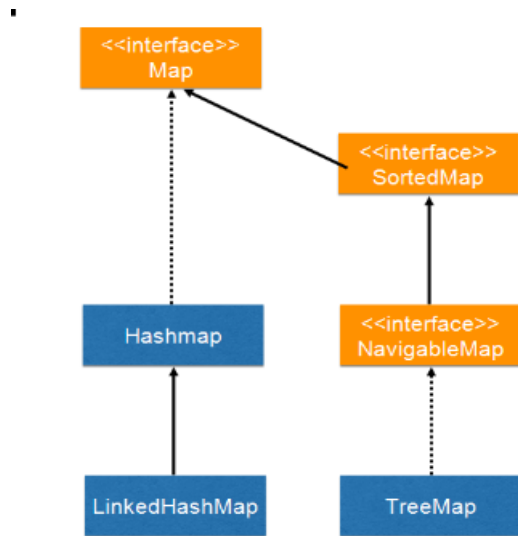 <<interface>>
Map
<<interface>>
SortedMap
Hashmap
<<interface>>
NavigableMap
LinkedHashMap
TreeMap